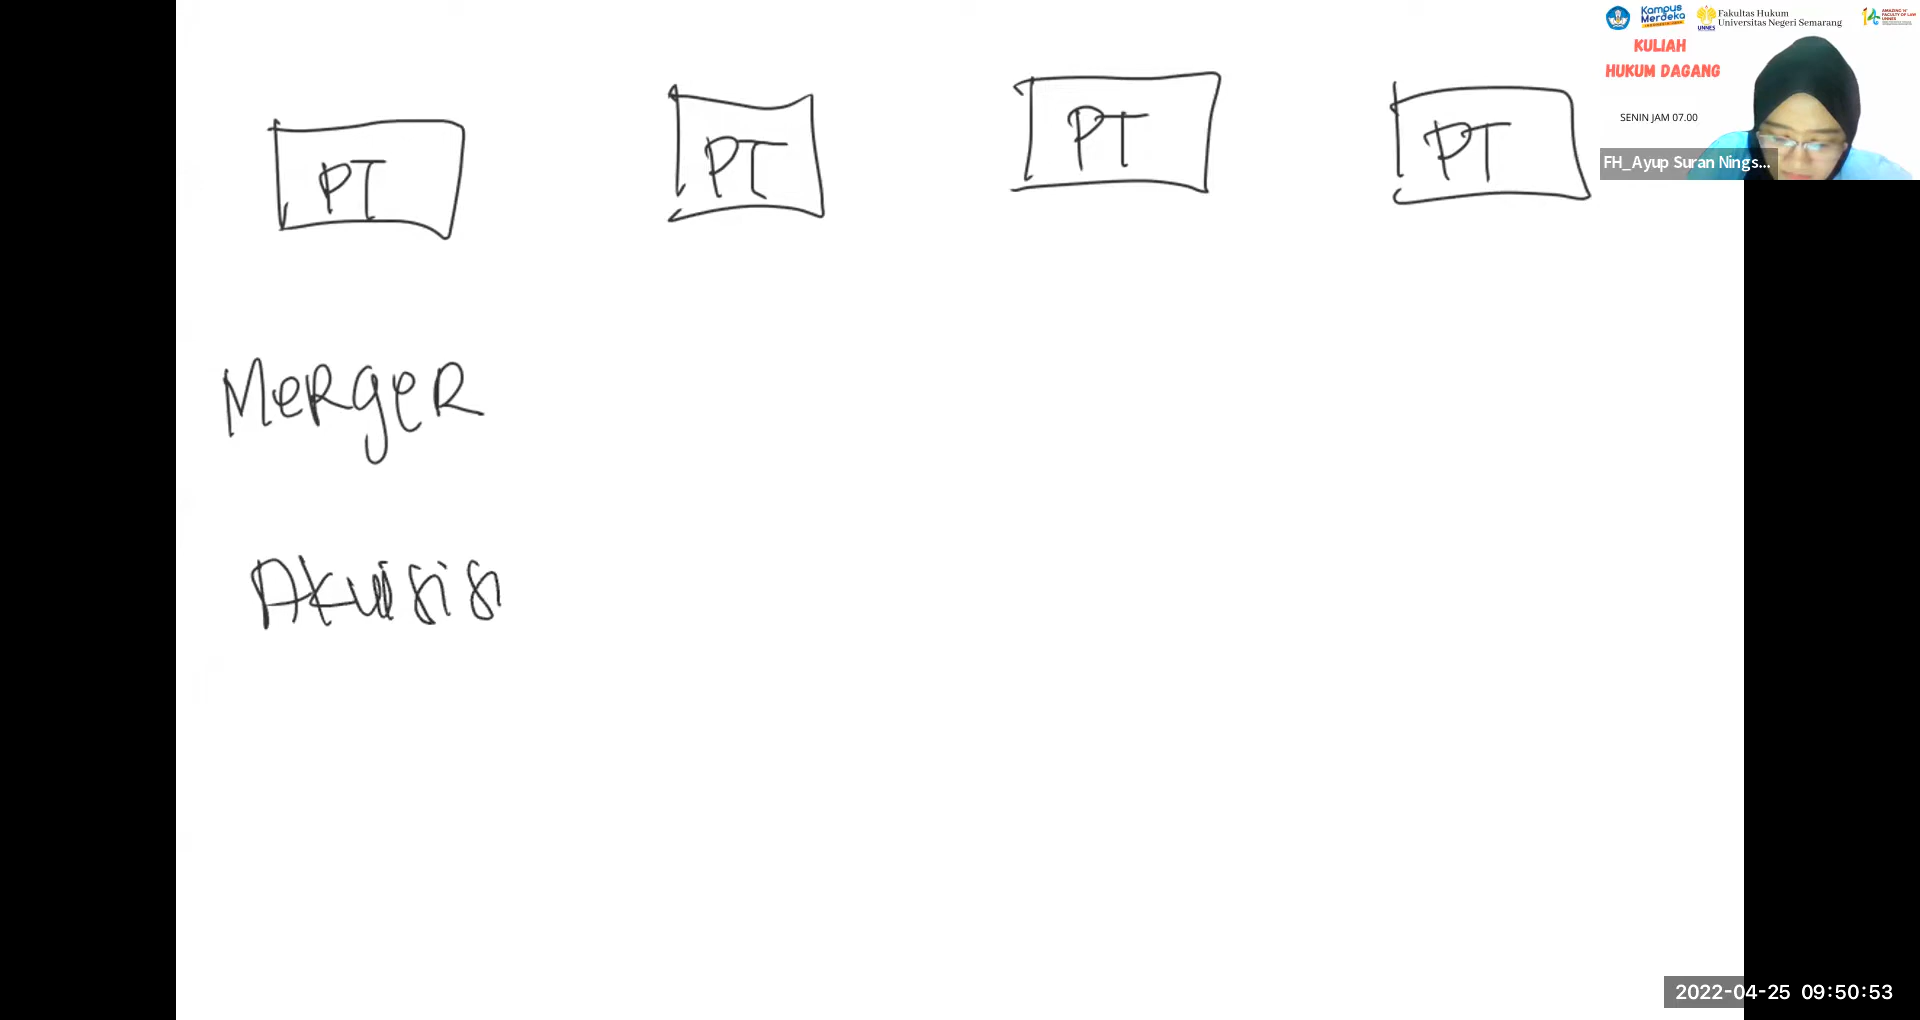 Kampus Merdeka
UNNES
Fakultas Hukum
Universitas Negeri Semarang
KULIAH
HUKUM DAGANG
SENIN JAM 07.00
FH_Ayup Suran Nings...
PT PT PT PT
Merger
Akuisisi
2022-04-25 09:50:53